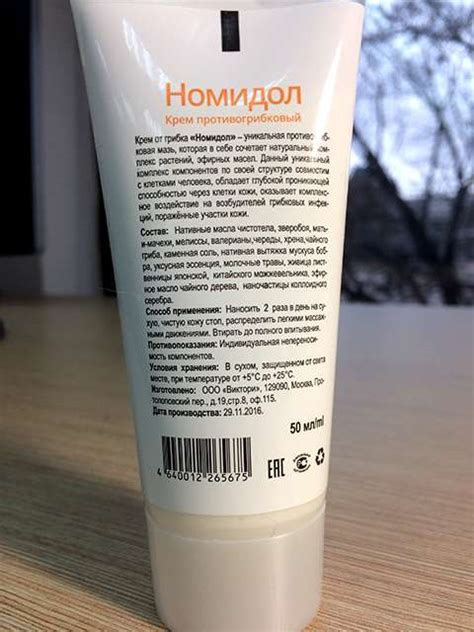 Номидол
Крем противогрибковый
Крем от грибка «Номидол» – уникальная противогриб-
ковая мазь, которая в себе сочетает натуральный ком-
плекс растений, эфирных масел. Данный уникальный
комплекс компонентов по своей структуре совместим
с клетками человека, обладает глубокой проникающей
способностью через клетки кожи, оказывает комплекс-
ное воздействие на возбудителей грибковых инфек-
ций, поражённые участки кожи.
Состав: Нативные масла чистотела, зверобоя, мать-
и-мачехи, мелиссы, валерианы,череды, хрена,чайного
гриба, каменная соль, нативная вытяжка мускуса боб-
ра, уксусная эссенция, молочные травы, живица лист-
венницы японской, китайского можжевельника, эфир-
ное масло чайного дерева, наночастицы коллоидного
серебра.
Способ применения: Наносить 2 раза в день на су-
хую, чистую кожу стоп, распределить легкими массаж-
ными движениями. Втирать до полного впитывания.
Противопоказания: Индивидуальная непереноси-
мость компонентов.
Условия хранения: В сухом, защищенном от света
месте, при температуре от +5°С до +25°С.
Изготовлено: ООО «Виктори», 129090, Москва, Про-
топоповский пер., д.19,стр.8, оф.115.
Дата изготовления:
29.11.2016.
50 мл/ml
4 640012 265675
ЕАС